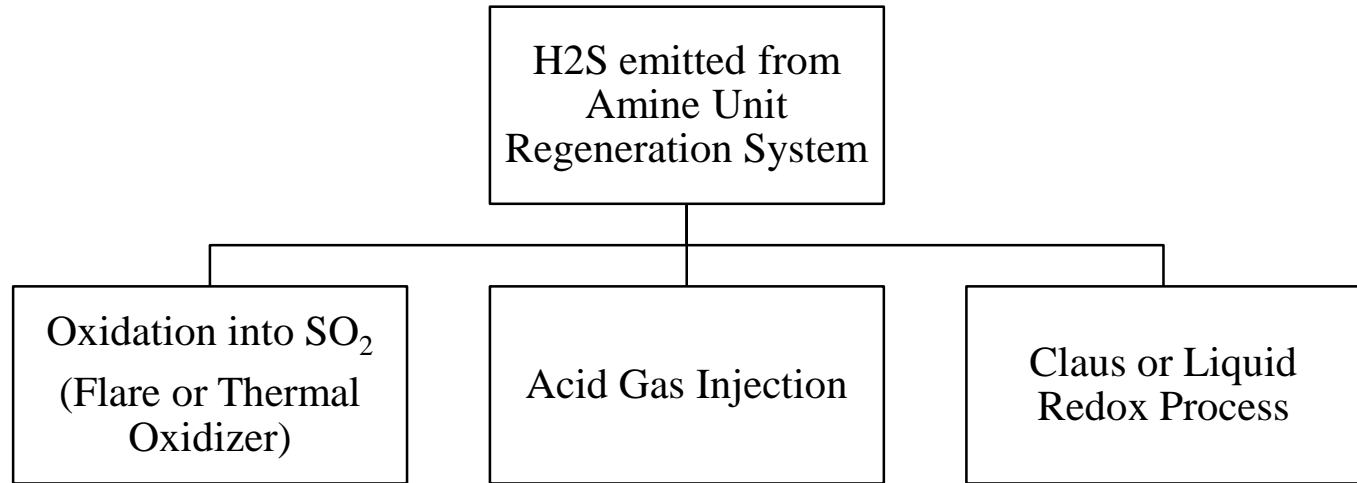 H2S emitted from
Amine Unit
Regeneration System
Oxidation into SO₂
(Flare or Thermal
Oxidizer)
Acid Gas Injection
Claus or Liquid
Redox Process